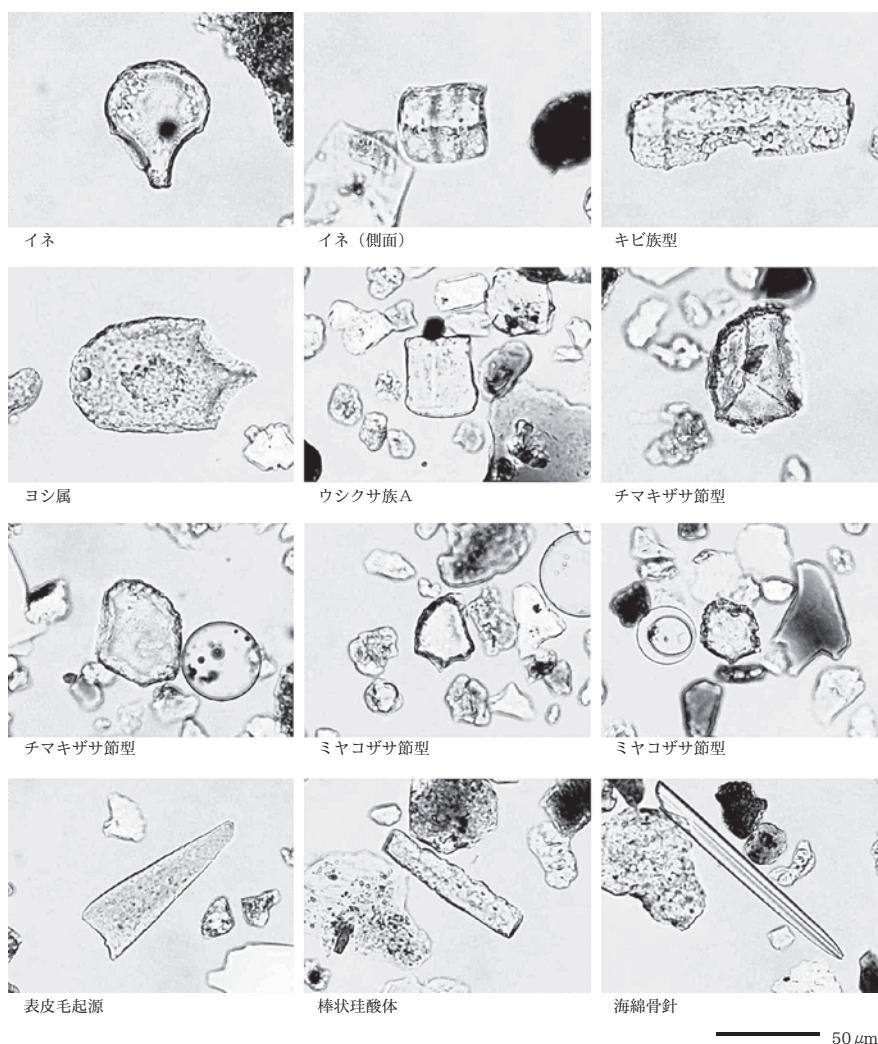 イネ
イネ（側面）
キビ族型
ヨシ属
ウシクサ族A
チマキザサ節型
チマキザサ節型
ミヤコザサ節型
ミヤコザサ節型
表皮毛起源
棒状珪酸体
海綿骨針
50μm